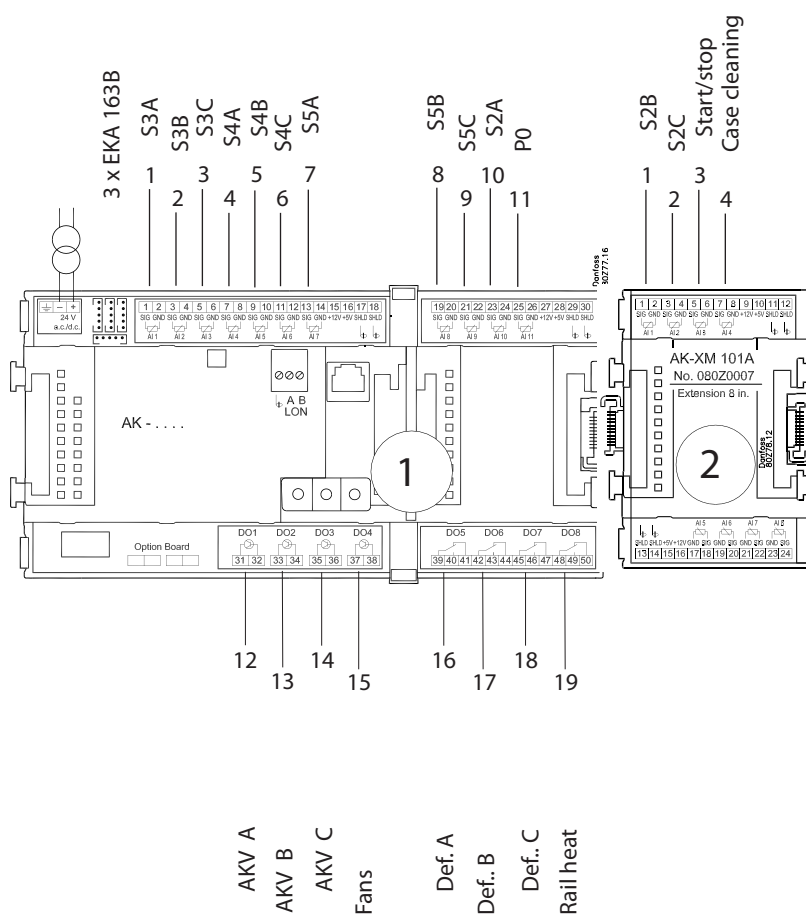 3 x EKA 163B
S3A
S3B
S3C
S4A
S4B
S4C
S5A
S5B
S5C
S2A
P0
S2B
S2C
Start/stop
Case cleaning
1 2 3 4 5 6 7 8 9 10 11 1 2 3 4
Danfoss
80Z77.16
– +
24 V
a.c./d.c.
1 2 3 4 5 6 7 8 9 10 11 12 13 14 15 16 17 18
SIG GND SIG GND SIG GND SIG GND SIG GND SIG GND SIG GND +12V +5V SHLD SHLD
AI 1 AI 2 AI 3 AI 4 AI 5 AI 6 AI 7
19 20 21 22 23 24 25 26 27 28 29 30
SIG GND SIG GND SIG GND SIG GND +12V +5V SHLD SHLD
AI 8 AI 9 AI 10 AI 11
1 2 3 4 5 6 7 8 9 10 11 12
SIG GND SIG GND SIG GND SIG GND +12V +5V SHLD SHLD
AI 1 AI 2 AI 4
AK-XM 101A
No. 080Z0007
Extension 8 in.
A B
LON
AK - . . . .
1
2
Danfoss
80Z78.12
Option Board
DO1 DO2 DO3 DO4
31 32 33 34 35 36 37 38
DO5 DO6 DO7 DO8
39 40 41 42 43 44 45 46 47 48 49 50
AI 5 AI 6 AI 7
SHLD SHLD +5V +12V GND SIG GND SIG GND SIG GND SIG
13 14 15 16 17 18 19 20 21 22 23 24
12 13 14 15 16 17 18 19
AKV A
AKV B
AKV C
Fans
Def. A
Def.. B
Def.. C
Rail heat